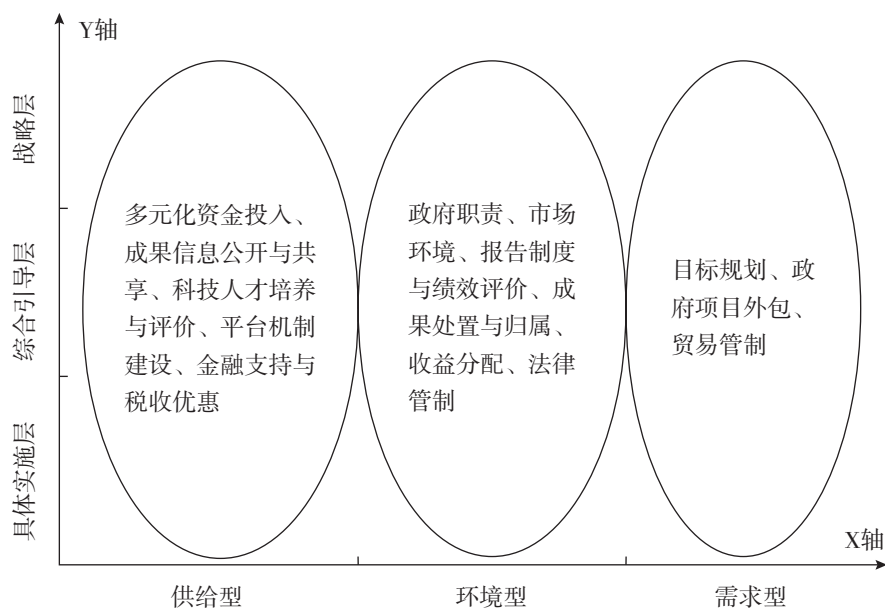 Y轴
战略层
综合引导层
具体实施层
多元化资金投入、
成果信息公开与共
享、科技人才培养
与评价、平台机制
建设、金融支持与
税收优惠
政府职责、市场
环境、报告制度
与绩效评价、成
果处置与归属、
收益分配、法律
管制
目标规划、政
府项目外包、
贸易管制
X轴
供给型
环境型
需求型